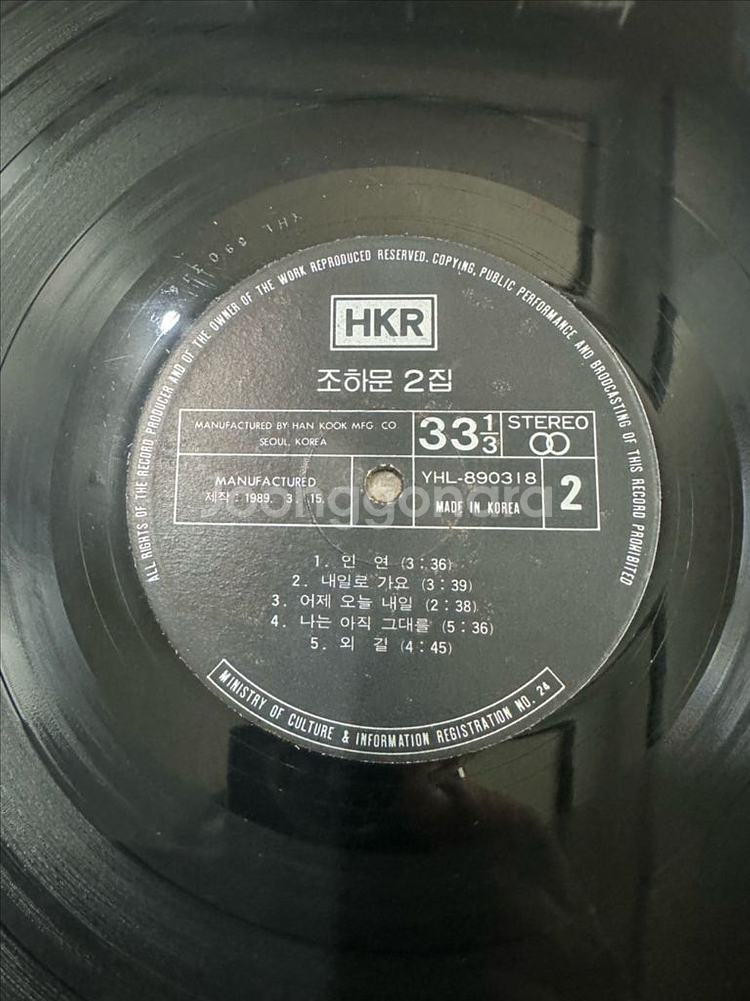 ALL RIGHTS OF THE RECORD PRODUCER AND OF THE OWNER OF THE WORK REPRODUCED RESERVED. COPYING, PUBLIC PERFORMANCE AND BROADCASTING OF THIS RECORD PROHIBITED
HKR
조하문 2집
MANUFACTURED BY HAN KOOK MFG. CO
SEOUL, KOREA
33 1/3
STEREO
MANUFACTURED
제작 : 1989. 3. 15.
YHL-890318
MADE IN KOREA
2
joonggonara
1. 인 연 (3 : 36)
2. 내일로 가요 (3 : 39)
3. 어제 오늘 내일 (2 : 38)
4. 나는 아직 그대를 (5 : 36)
5. 외 길 (4 : 45)
MINISTRY OF CULTURE & INFORMATION REGISTRATION NO. 24